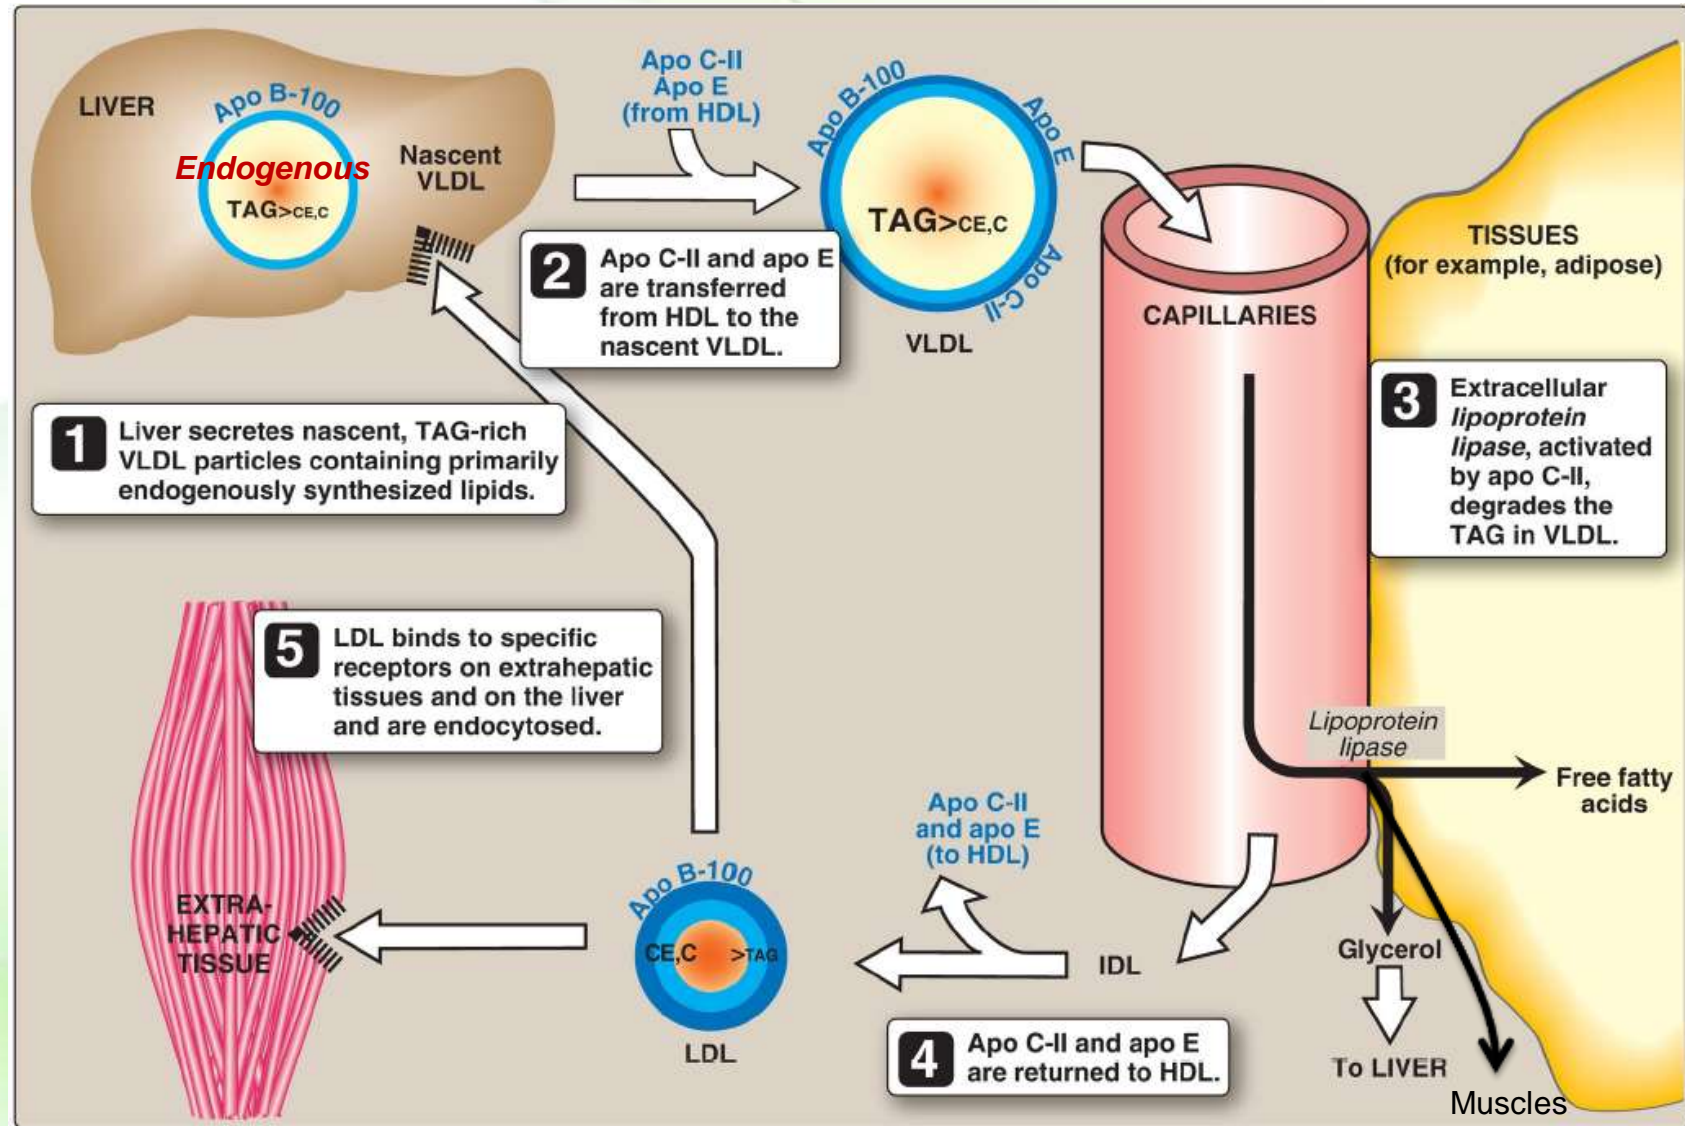 LIVER
Apo B-100
Endogenous
TAG>CE,C
Nascent
VLDL
Apo C-II
Apo E
(from HDL)
Apo B-100
Apo E
Apo C-II
TAG>CE,C
VLDL
2 Apo C-II and apo E
are transferred
from HDL to the
nascent VLDL.
CAPILLARIES
TISSUES
(for example, adipose)
1 Liver secretes nascent, TAG-rich
VLDL particles containing primarily
endogenously synthesized lipids.
3 Extracellular
lipoprotein
lipase, activated
by apo C-II,
degrades the
TAG in VLDL.
5 LDL binds to specific
receptors on extrahepatic
tissues and on the liver
and are endocytosed.
Lipoprotein
lipase
Free fatty
acids
Glycerol
To LIVER
Muscles
Apo C-II
and apo E
(to HDL)
IDL
4 Apo C-II and apo E
are returned to HDL.
Apo B-100
CE,C >TAG
LDL
EXTRA-
HEPATIC
TISSUE